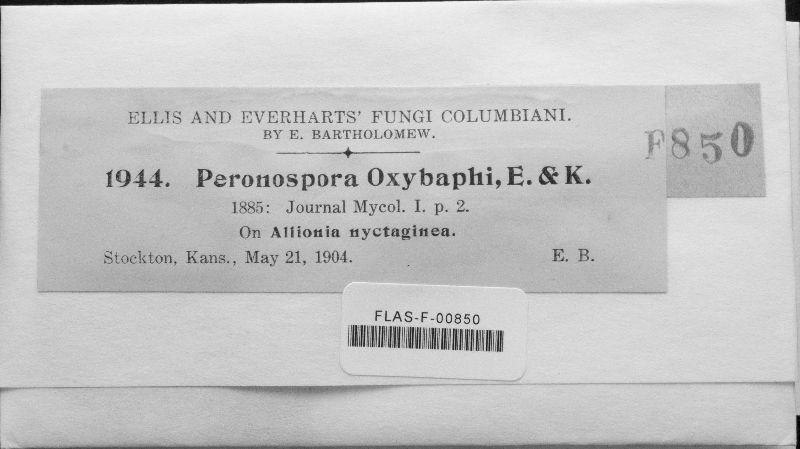 ELLIS AND EVERHARTS' FUNGI COLUMBIANI.
BY E. BARTHOLOMEW.
F850
1944. Peronospora Oxybaphi, E. & K.
1885: Journal Mycol. I. p. 2.
On Allionia nyctaginea.
Stockton, Kans., May 21, 1904. E. B.
FLAS-F-00850